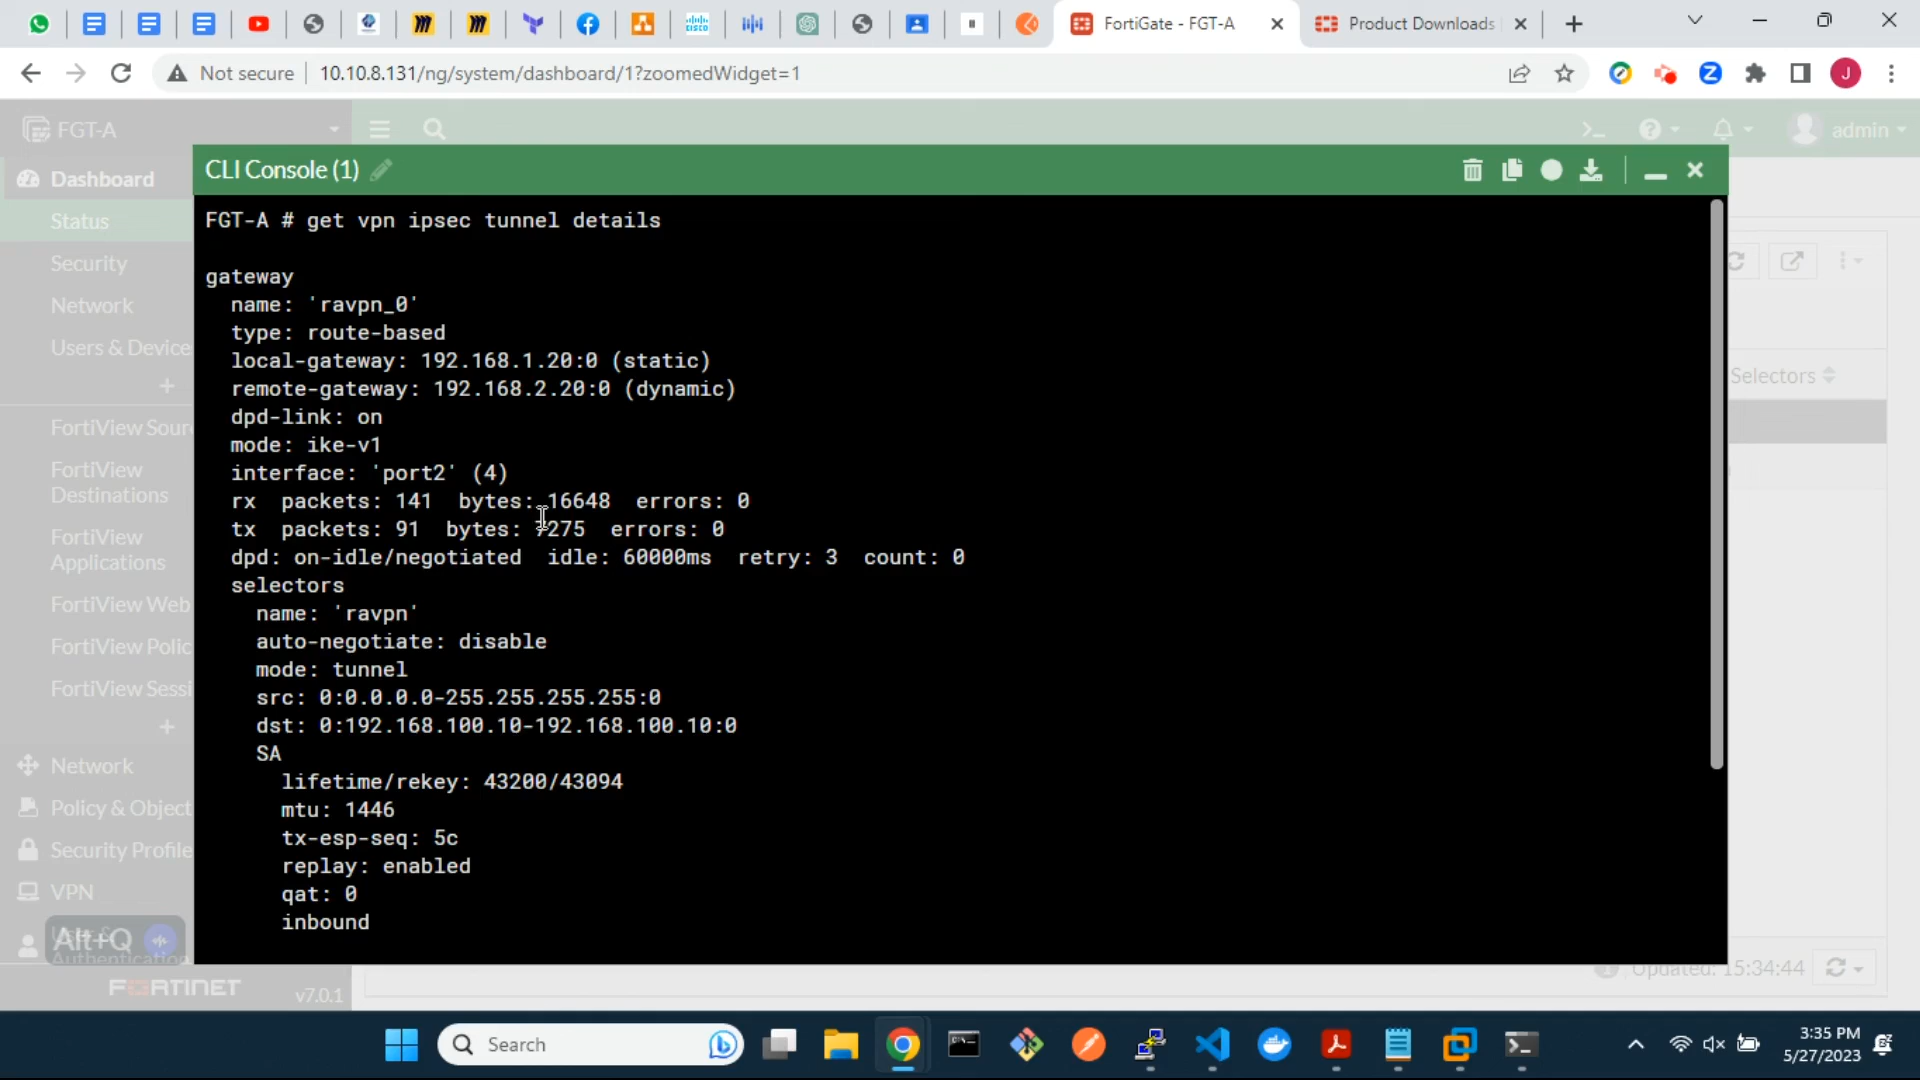 FortiGate - FGT-A
Product Downloads
Not secure
10.10.8.131/ng/system/dashboard/1?zoomedWidget=1
J
FGT-A
admin
CLI Console (1)
Dashboard
Status
Security
Network
Users & Device
FortiView Sour
FortiView
Destinations
FortiView
Applications
FortiView Web
FortiView Polic
FortiView Sessi
Network
Policy & Object
Security Profile
VPN
Alt+Q
Authentication
FORTINET
v7.0.1
FGT-A # get vpn ipsec tunnel details
gateway
name: 'ravpn_0'
type: route-based
local-gateway: 192.168.1.20:0 (static)
remote-gateway: 192.168.2.20:0 (dynamic)
dpd-link: on
mode: ike-v1
interface: 'port2' (4)
rx packets: 141 bytes: 16648 errors: 0
tx packets: 91 bytes: 7275 errors: 0
dpd: on-idle/negotiated idle: 60000ms retry: 3 count: 0
selectors
name: 'ravpn'
auto-negotiate: disable
mode: tunnel
src: 0:0.0.0.0-255.255.255.255:0
dst: 0:192.168.100.10-192.168.100.10:0
SA
lifetime/rekey: 43200/43094
mtu: 1446
tx-esp-seq: 5c
replay: enabled
qat: 0
inbound
Selectors
Updated: 15:34:44
Search
3:35 PM
5/27/2023